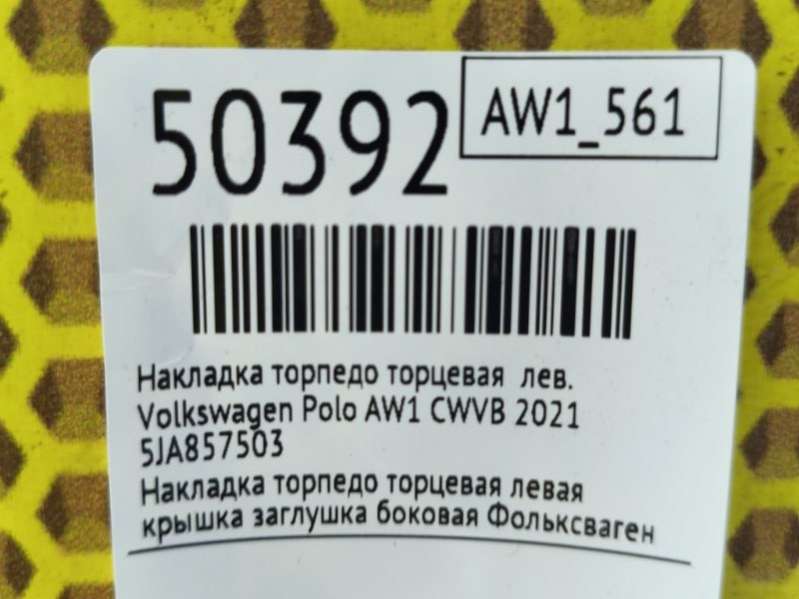 50392
AW1_561
Накладка торпедо торцевая лев.
Volkswagen Polo AW1 CWVB 2021
5JA857503
Накладка торпедо торцевая левая
крышка заглушка боковая Фольксваген